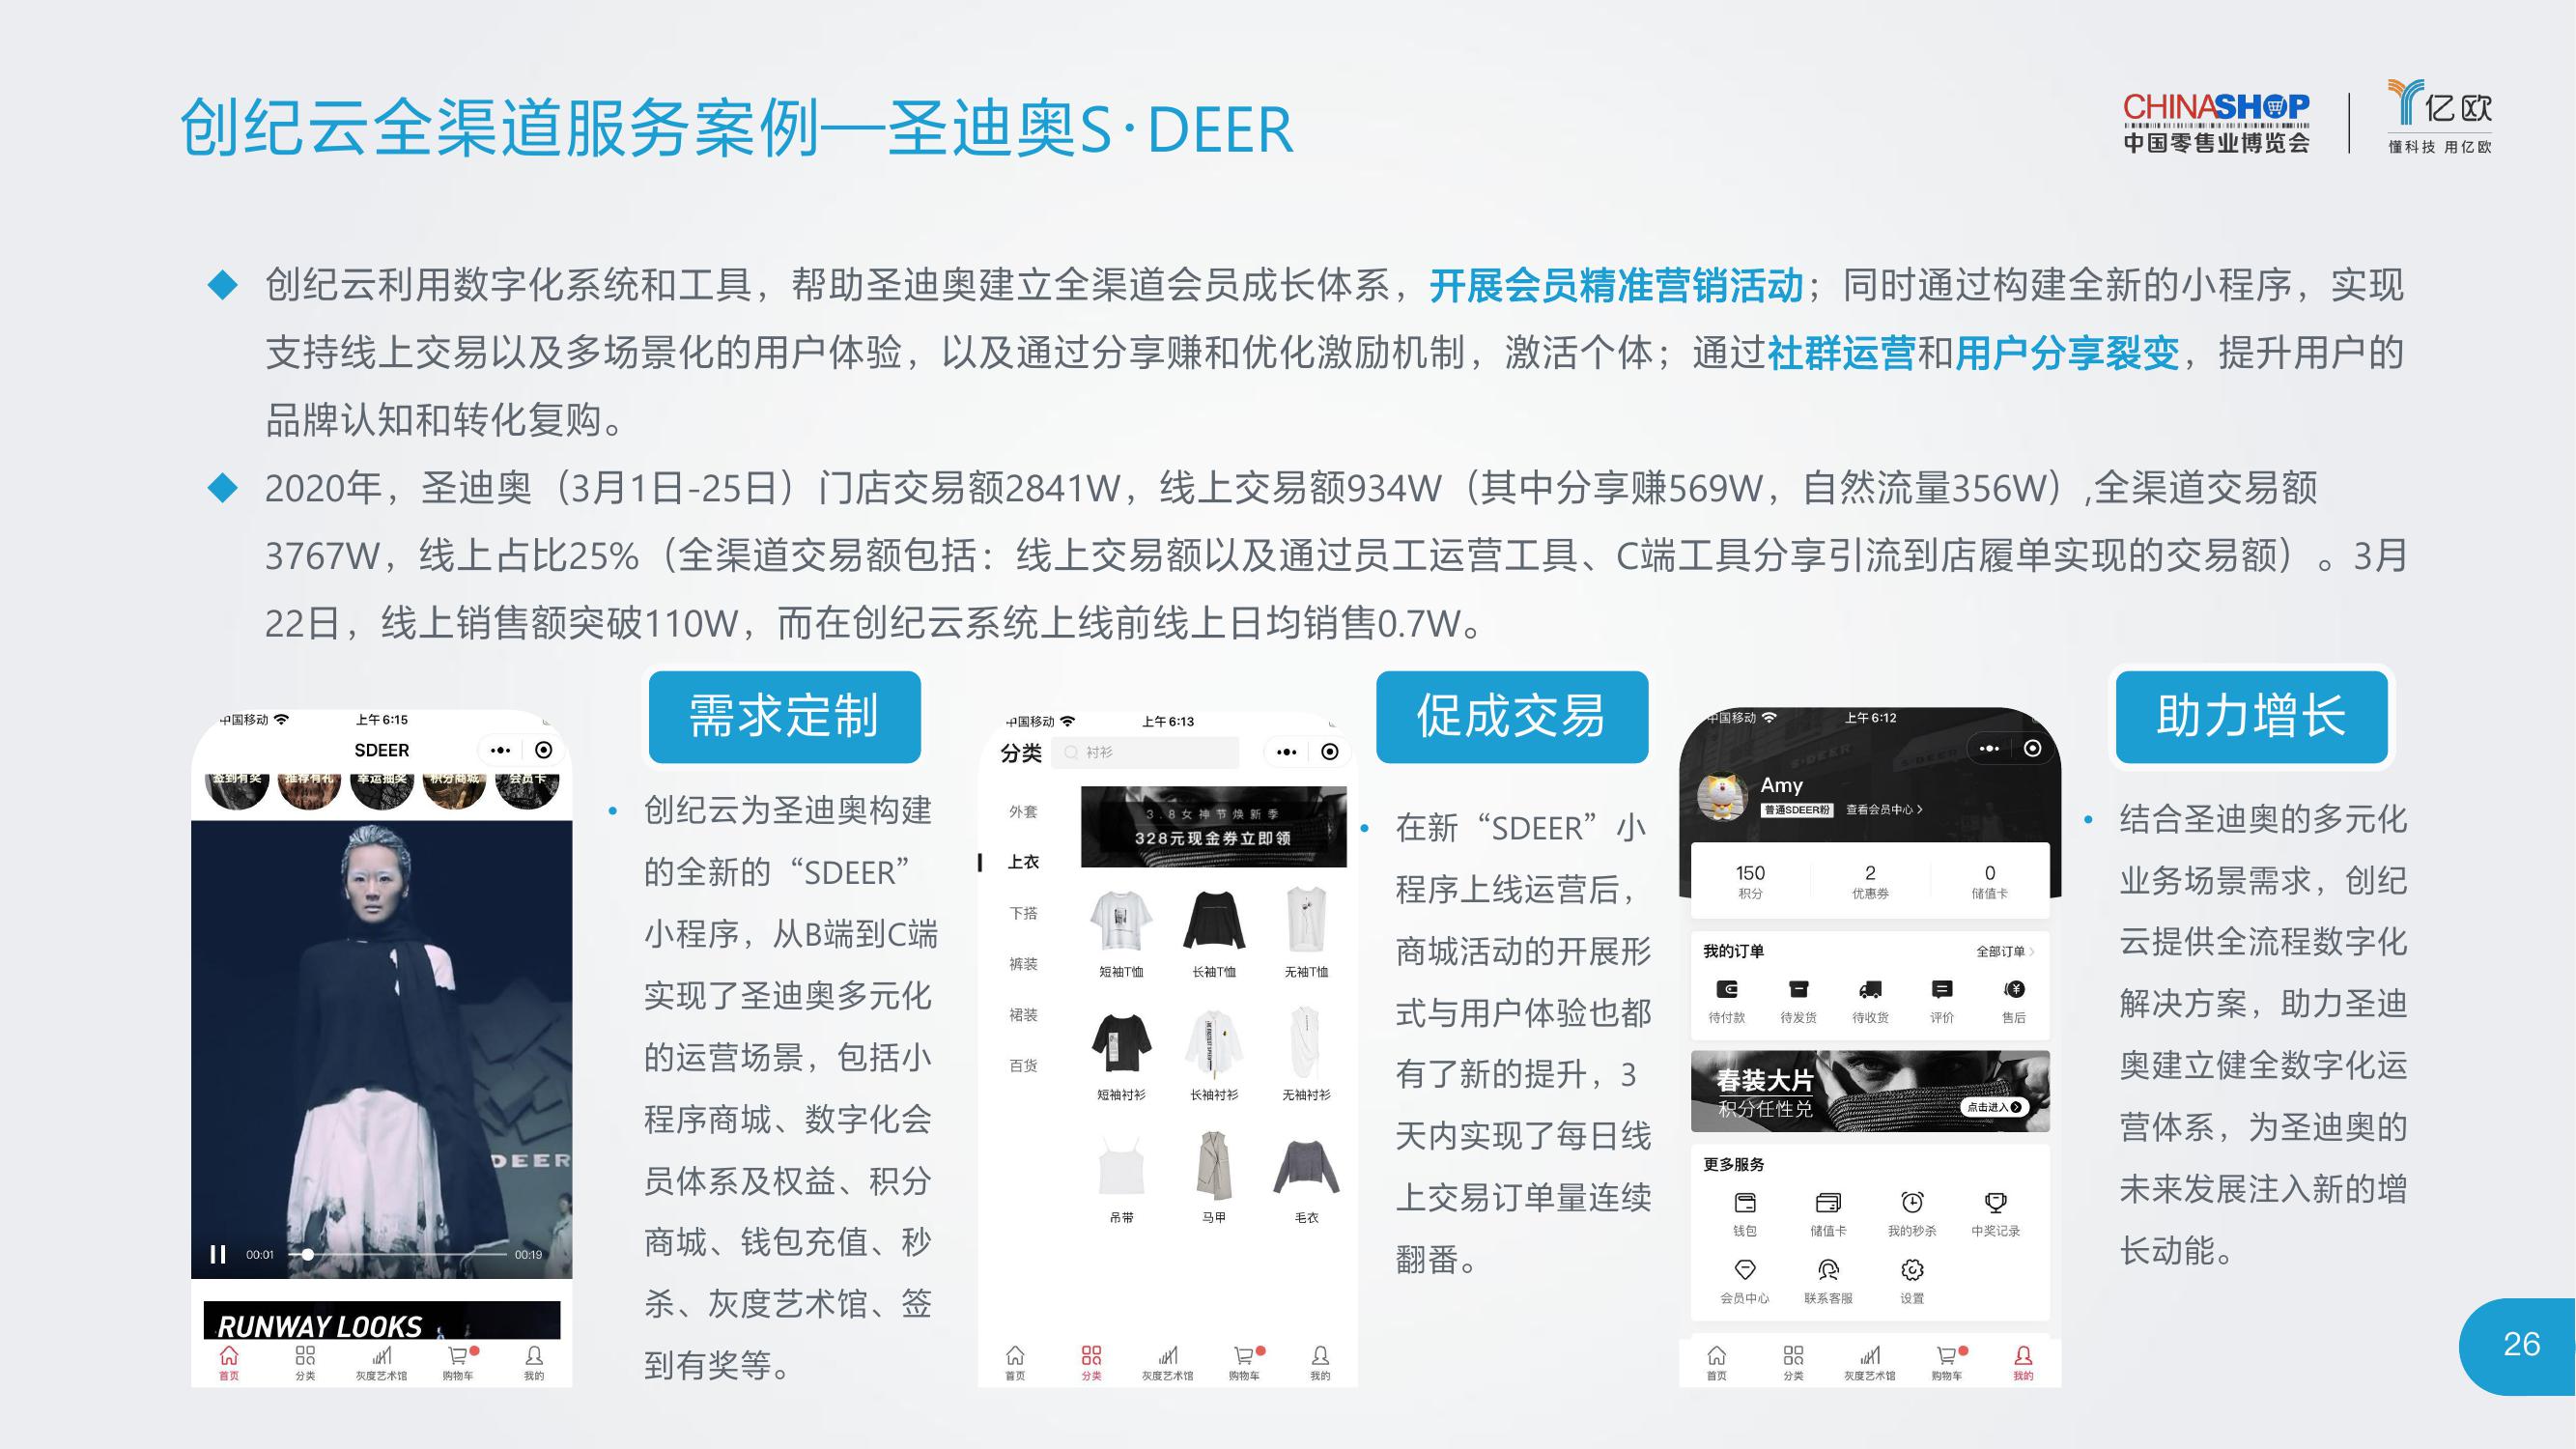 创纪云全渠道服务案例—圣迪奥S·DEER
CHINASHOP
中国零售业博览会
亿欧
懂科技 用亿欧
创纪云利用数字化系统和工具，帮助圣迪奥建立全渠道会员成长体系，开展会员精准营销活动；同时通过构建全新的小程序，实现
支持线上交易以及多场景化的用户体验，以及通过分享赚和优化激励机制，激活个体；通过社群运营和用户分享裂变，提升用户的
品牌认知和转化复购。
2020年，圣迪奥（3月1日-25日）门店交易额2841W，线上交易额934W（其中分享赚569W，自然流量356W）,全渠道交易额
3767W，线上占比25%（全渠道交易额包括：线上交易额以及通过员工运营工具、C端工具分享引流到店履单实现的交易额）。3月
22日，线上销售额突破110W，而在创纪云系统上线前线上日均销售0.7W。
中国移动 上午6:15
SDEER
签到有奖 推荐有礼 幸运抽奖 积分商城 会员卡
DEER
00:01 00:19
RUNWAY LOOKS
首页 分类 灰度艺术馆 购物车 我的
需求定制
创纪云为圣迪奥构建
的全新的“SDEER”
小程序，从B端到C端
实现了圣迪奥多元化
的运营场景，包括小
程序商城、数字化会
员体系及权益、积分
商城、钱包充值、秒
杀、灰度艺术馆、签
到有奖等。
中国移动 上午6:13
分类 衬衫
外套
上衣
下搭
裤装
裙装
百货
3.8女神节焕新季
328元现金券立即领
短袖T恤 长袖T恤 无袖T恤
短袖衬衫 长袖衬衫 无袖衬衫
吊带 马甲 毛衣
首页 分类 灰度艺术馆 购物车 我的
促成交易
在新“SDEER”小
程序上线运营后，
商城活动的开展形
式与用户体验也都
有了新的提升，3
天内实现了每日线
上交易订单量连续
翻番。
中国移动 上午6:12
Amy
普通SDEER粉 查看会员中心
150 2 0
积分 优惠券 储值卡
我的订单 全部订单
待付款 待发货 待收货 评价 售后
春装大片
积分任性兑
点击进入
更多服务
钱包 储值卡 我的秒杀 中奖记录
会员中心 联系客服 设置
首页 分类 灰度艺术馆 购物车 我的
助力增长
结合圣迪奥的多元化
业务场景需求，创纪
云提供全流程数字化
解决方案，助力圣迪
奥建立健全数字化运
营体系，为圣迪奥的
未来发展注入新的增
长动能。
26